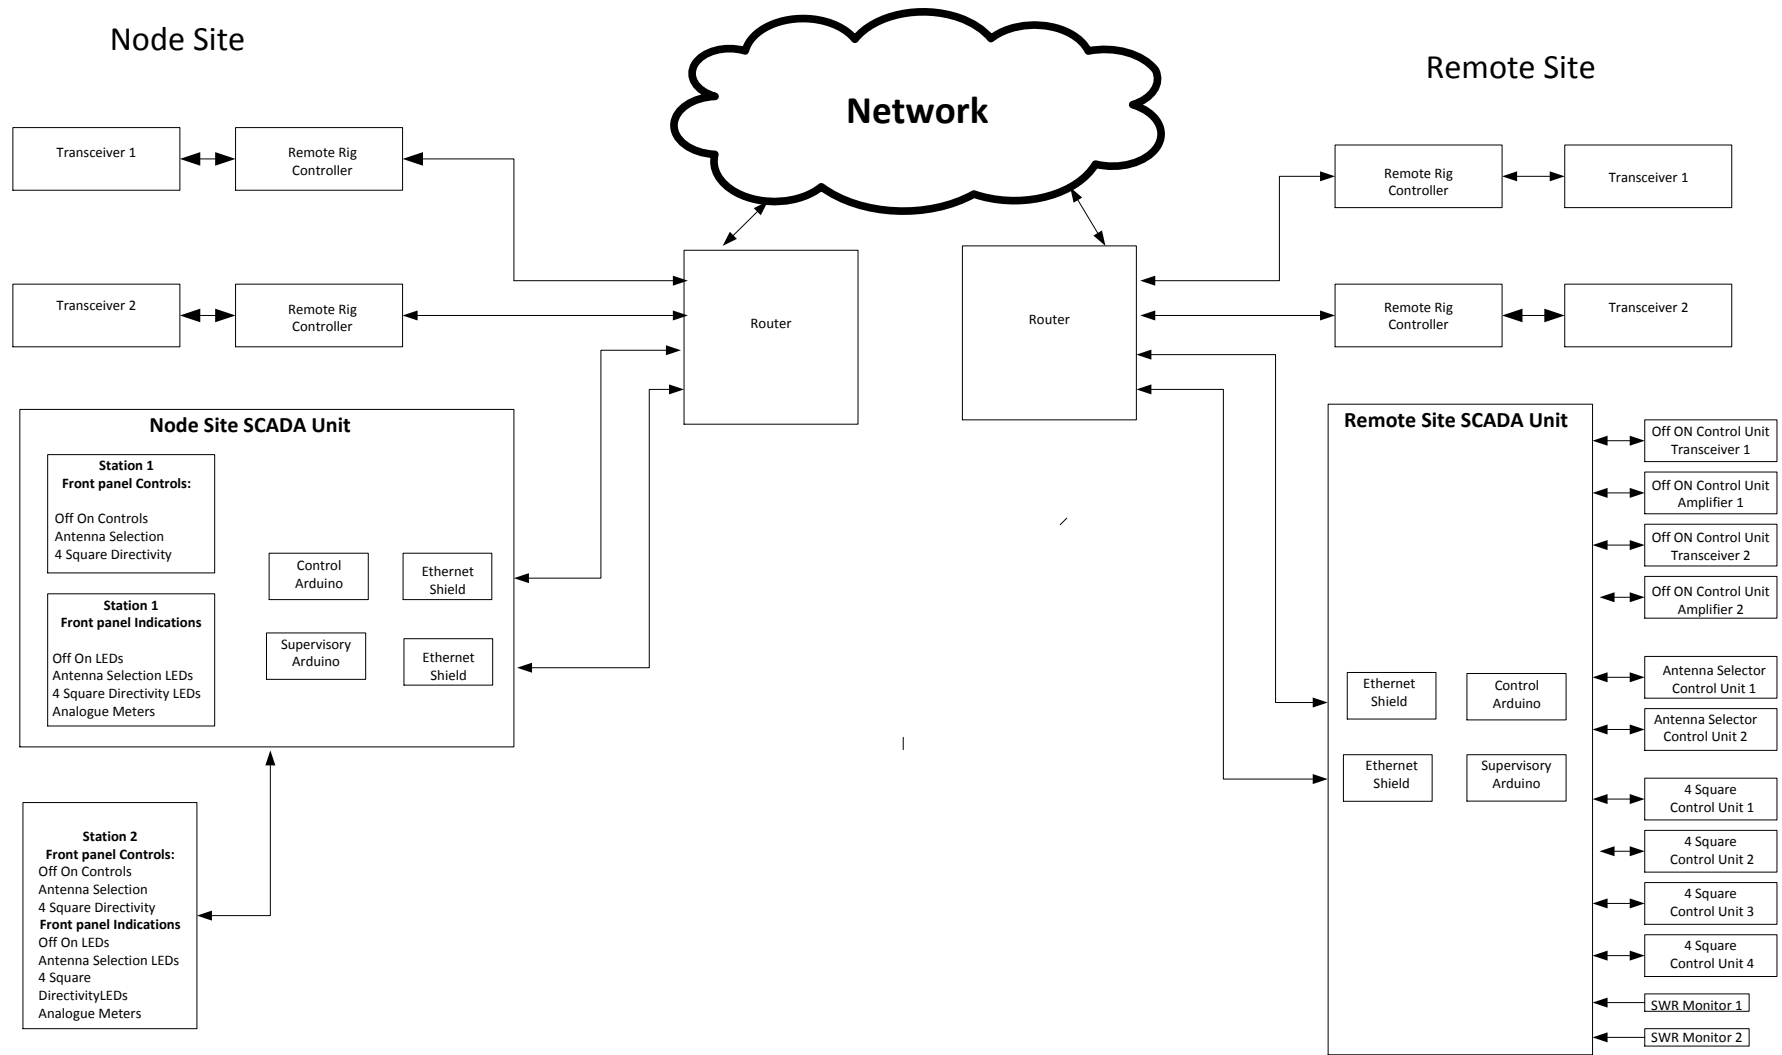 Node Site
Network
Remote Site
Transceiver 1
Remote Rig
Controller
Transceiver 2
Remote Rig
Controller
Router
Router
Remote Rig
Controller
Transceiver 1
Remote Rig
Controller
Transceiver 2
Node Site SCADA Unit
Station 1
Front panel Controls:
Off On Controls
Antenna Selection
4 Square Directivity
Station 1
Front panel Indications
Off On LEDs
Antenna Selection LEDs
4 Square Directivity LEDs
Analogue Meters
Control
Arduino
Ethernet
Shield
Supervisory
Arduino
Ethernet
Shield
Station 2
Front panel Controls:
Off On Controls
Antenna Selection
4 Square Directivity
Front panel Indications
Off On LEDs
Antenna Selection LEDs
4 Square
DirectivityLEDs
Analogue Meters
Remote Site SCADA Unit
Ethernet
Shield
Control
Arduino
Ethernet
Shield
Supervisory
Arduino
Off ON Control Unit
Transceiver 1
Off ON Control Unit
Amplifier 1
Off ON Control Unit
Transceiver 2
Off ON Control Unit
Amplifier 2
Antenna Selector
Control Unit 1
Antenna Selector
Control Unit 2
4 Square
Control Unit 1
4 Square
Control Unit 2
4 Square
Control Unit 3
4 Square
Control Unit 4
SWR Monitor 1
SWR Monitor 2